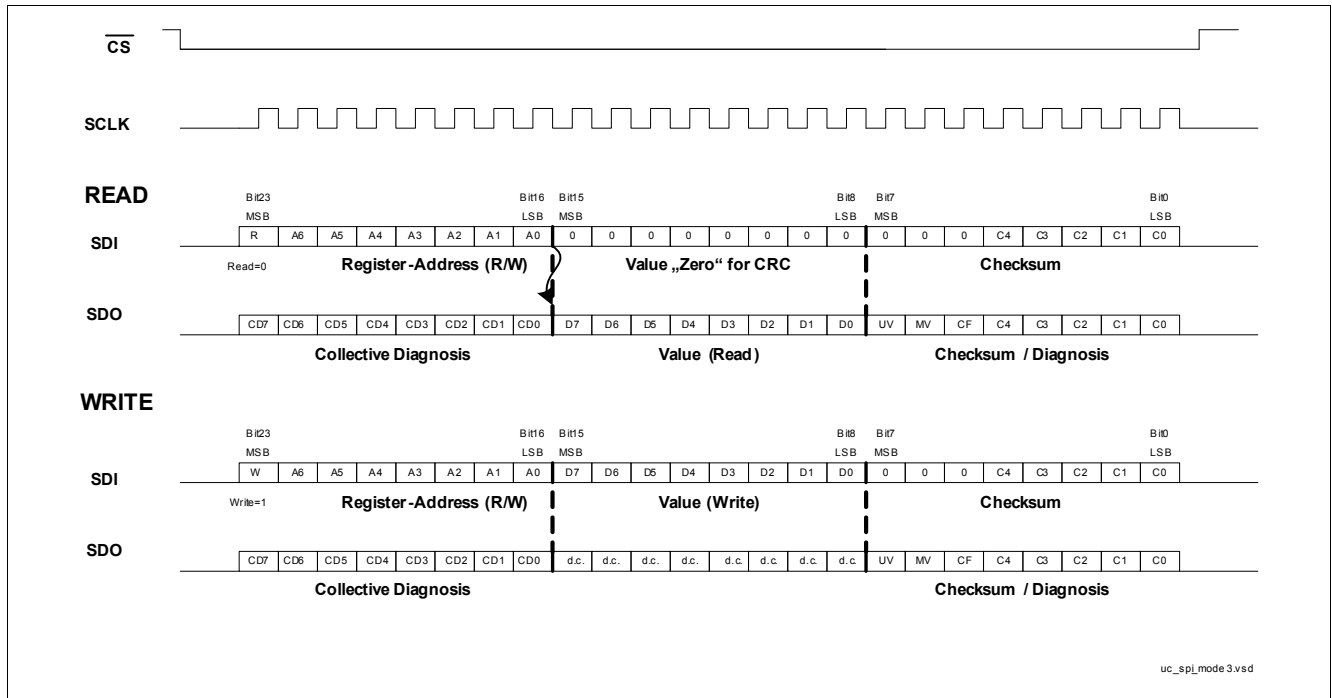 CS
SCLK
READ
Bit23 Bit16 Bit15 Bit8 Bit7 Bit0
MSB LSB MSB LSB MSB LSB
SDI R A6 A5 A4 A3 A2 A1 A0 0 0 0 0 0 0 0 0 0 0 0 C4 C3 C2 C1 C0
Read=0 Register-Address (R/W) Value „Zero“ for CRC Checksum
SDO CD7 CD6 CD5 CD4 CD3 CD2 CD1 CD0 D7 D6 D5 D4 D3 D2 D1 D0 UV MV CF C4 C3 C2 C1 C0
Collective Diagnosis Value (Read) Checksum / Diagnosis
WRITE
Bit23 Bit16 Bit15 Bit8 Bit7 Bit0
MSB LSB MSB LSB MSB LSB
SDI W A6 A5 A4 A3 A2 A1 A0 D7 D6 D5 D4 D3 D2 D1 D0 0 0 0 C4 C3 C2 C1 C0
Write=1 Register-Address (R/W) Value (Write) Checksum
SDO CD7 CD6 CD5 CD4 CD3 CD2 CD1 CD0 d.c. d.c. d.c. d.c. d.c. d.c. d.c. d.c. UV MV CF C4 C3 C2 C1 C0
Collective Diagnosis Checksum / Diagnosis
uc_spi_mode3.vsd